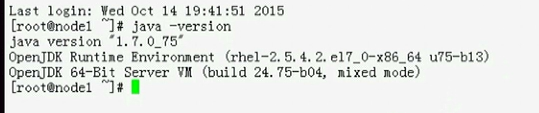 Last login: Wed Oct 14 19:41:51 2015
[root@node1 ~]# java -version
java version "1.7.0_75"
OpenJDK Runtime Environment (rhel-2.5.4.2.el7_0-x86_64 u75-b13)
OpenJDK 64-Bit Server VM (build 24.75-b04, mixed mode)
[root@node1 ~]#